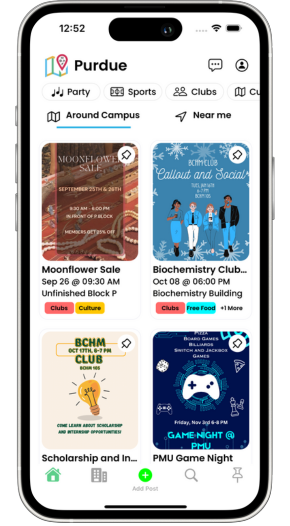 12:52
Purdue
Party
Sports
Clubs
Cu
Around Campus
Near me
MOONFLOWER
SALE
SEPTEMBER 25TH & 26TH
9:30 AM - 6:00 PM
IN FRONT OF P BLOCK
MEMBERS GET 25% OFF
BCHM CLUB
Callout and Social
BCHM 105
Moonflower Sale
Sep 26 @ 09:30 AM
Unfinished Block P
Clubs
Culture
Biochemistry Club...
Oct 08 @ 06:00 PM
Biochemistry Building
Clubs
Free Food
+1 More
BCHM
OCT 17TH, 6-7 PM
CLUB
BCHM 105
COME LEARN ABOUT SCHOLARSHIP
AND INTERNSHIP OPPORTUNITIES!
PIZZA
BOARD GAMES
BILLIARDS
SWITCH AND JACKBOX
GAMES
Friday, Nov 3rd 6-8 PM
GAME NIGHT @
PMU
Scholarship and In...
PMU Game Night
Add Post